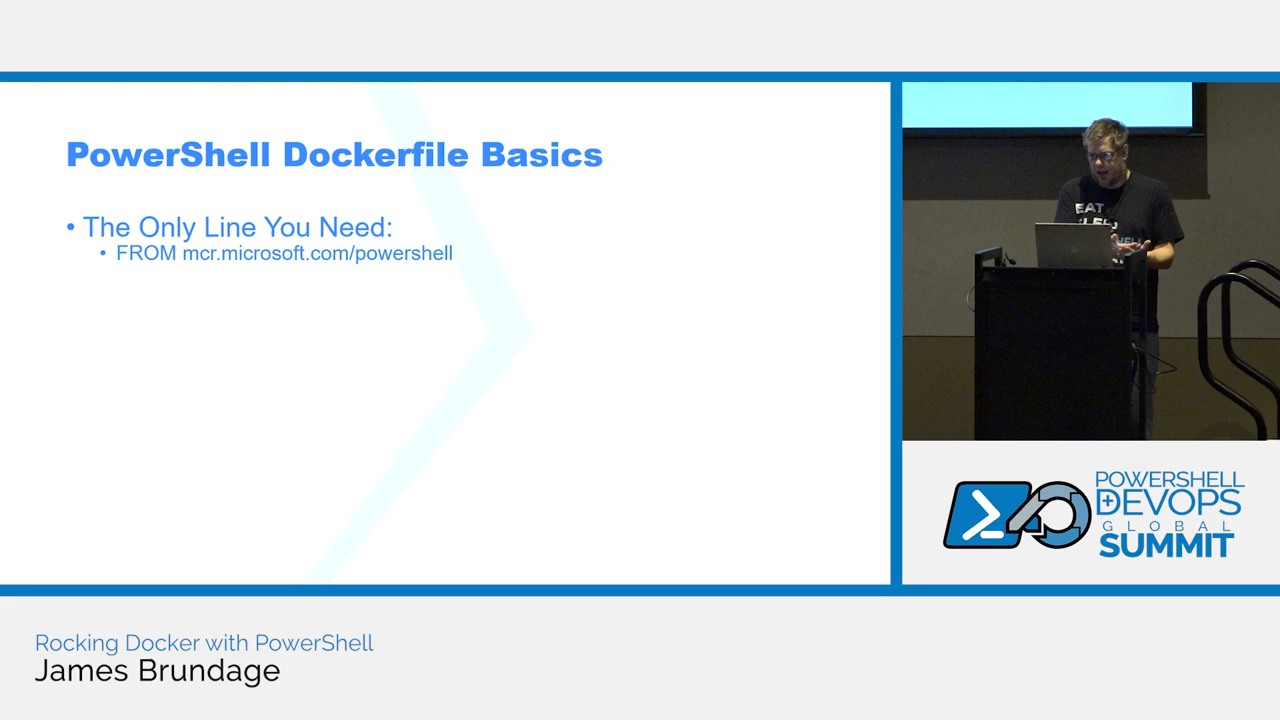 PowerShell Dockerfile Basics
• The Only Line You Need:
• FROM mcr.microsoft.com/powershell
EAT
POWERSHELL
+DEVOPS
GLOBAL
SUMMIT
Rocking Docker with PowerShell
James Brundage